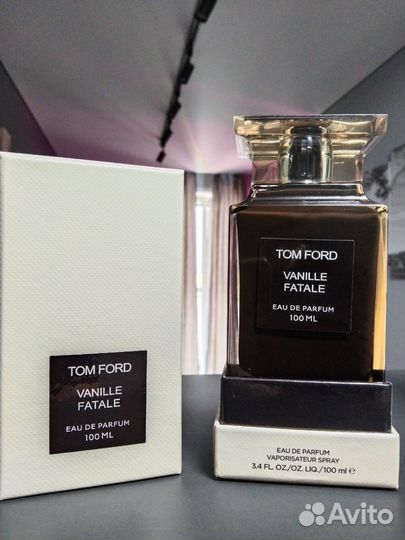 TOM FORD
VANILLE
FATALE
EAU DE PARFUM
100 ML
TOM FORD
VANILLE
FATALE
EAU DE PARFUM
100 ML
EAU DE PARFUM
VAPORISATEUR SPRAY
3.4 FL. OZ./OZ. LIQ./100 ml ℮
Avito